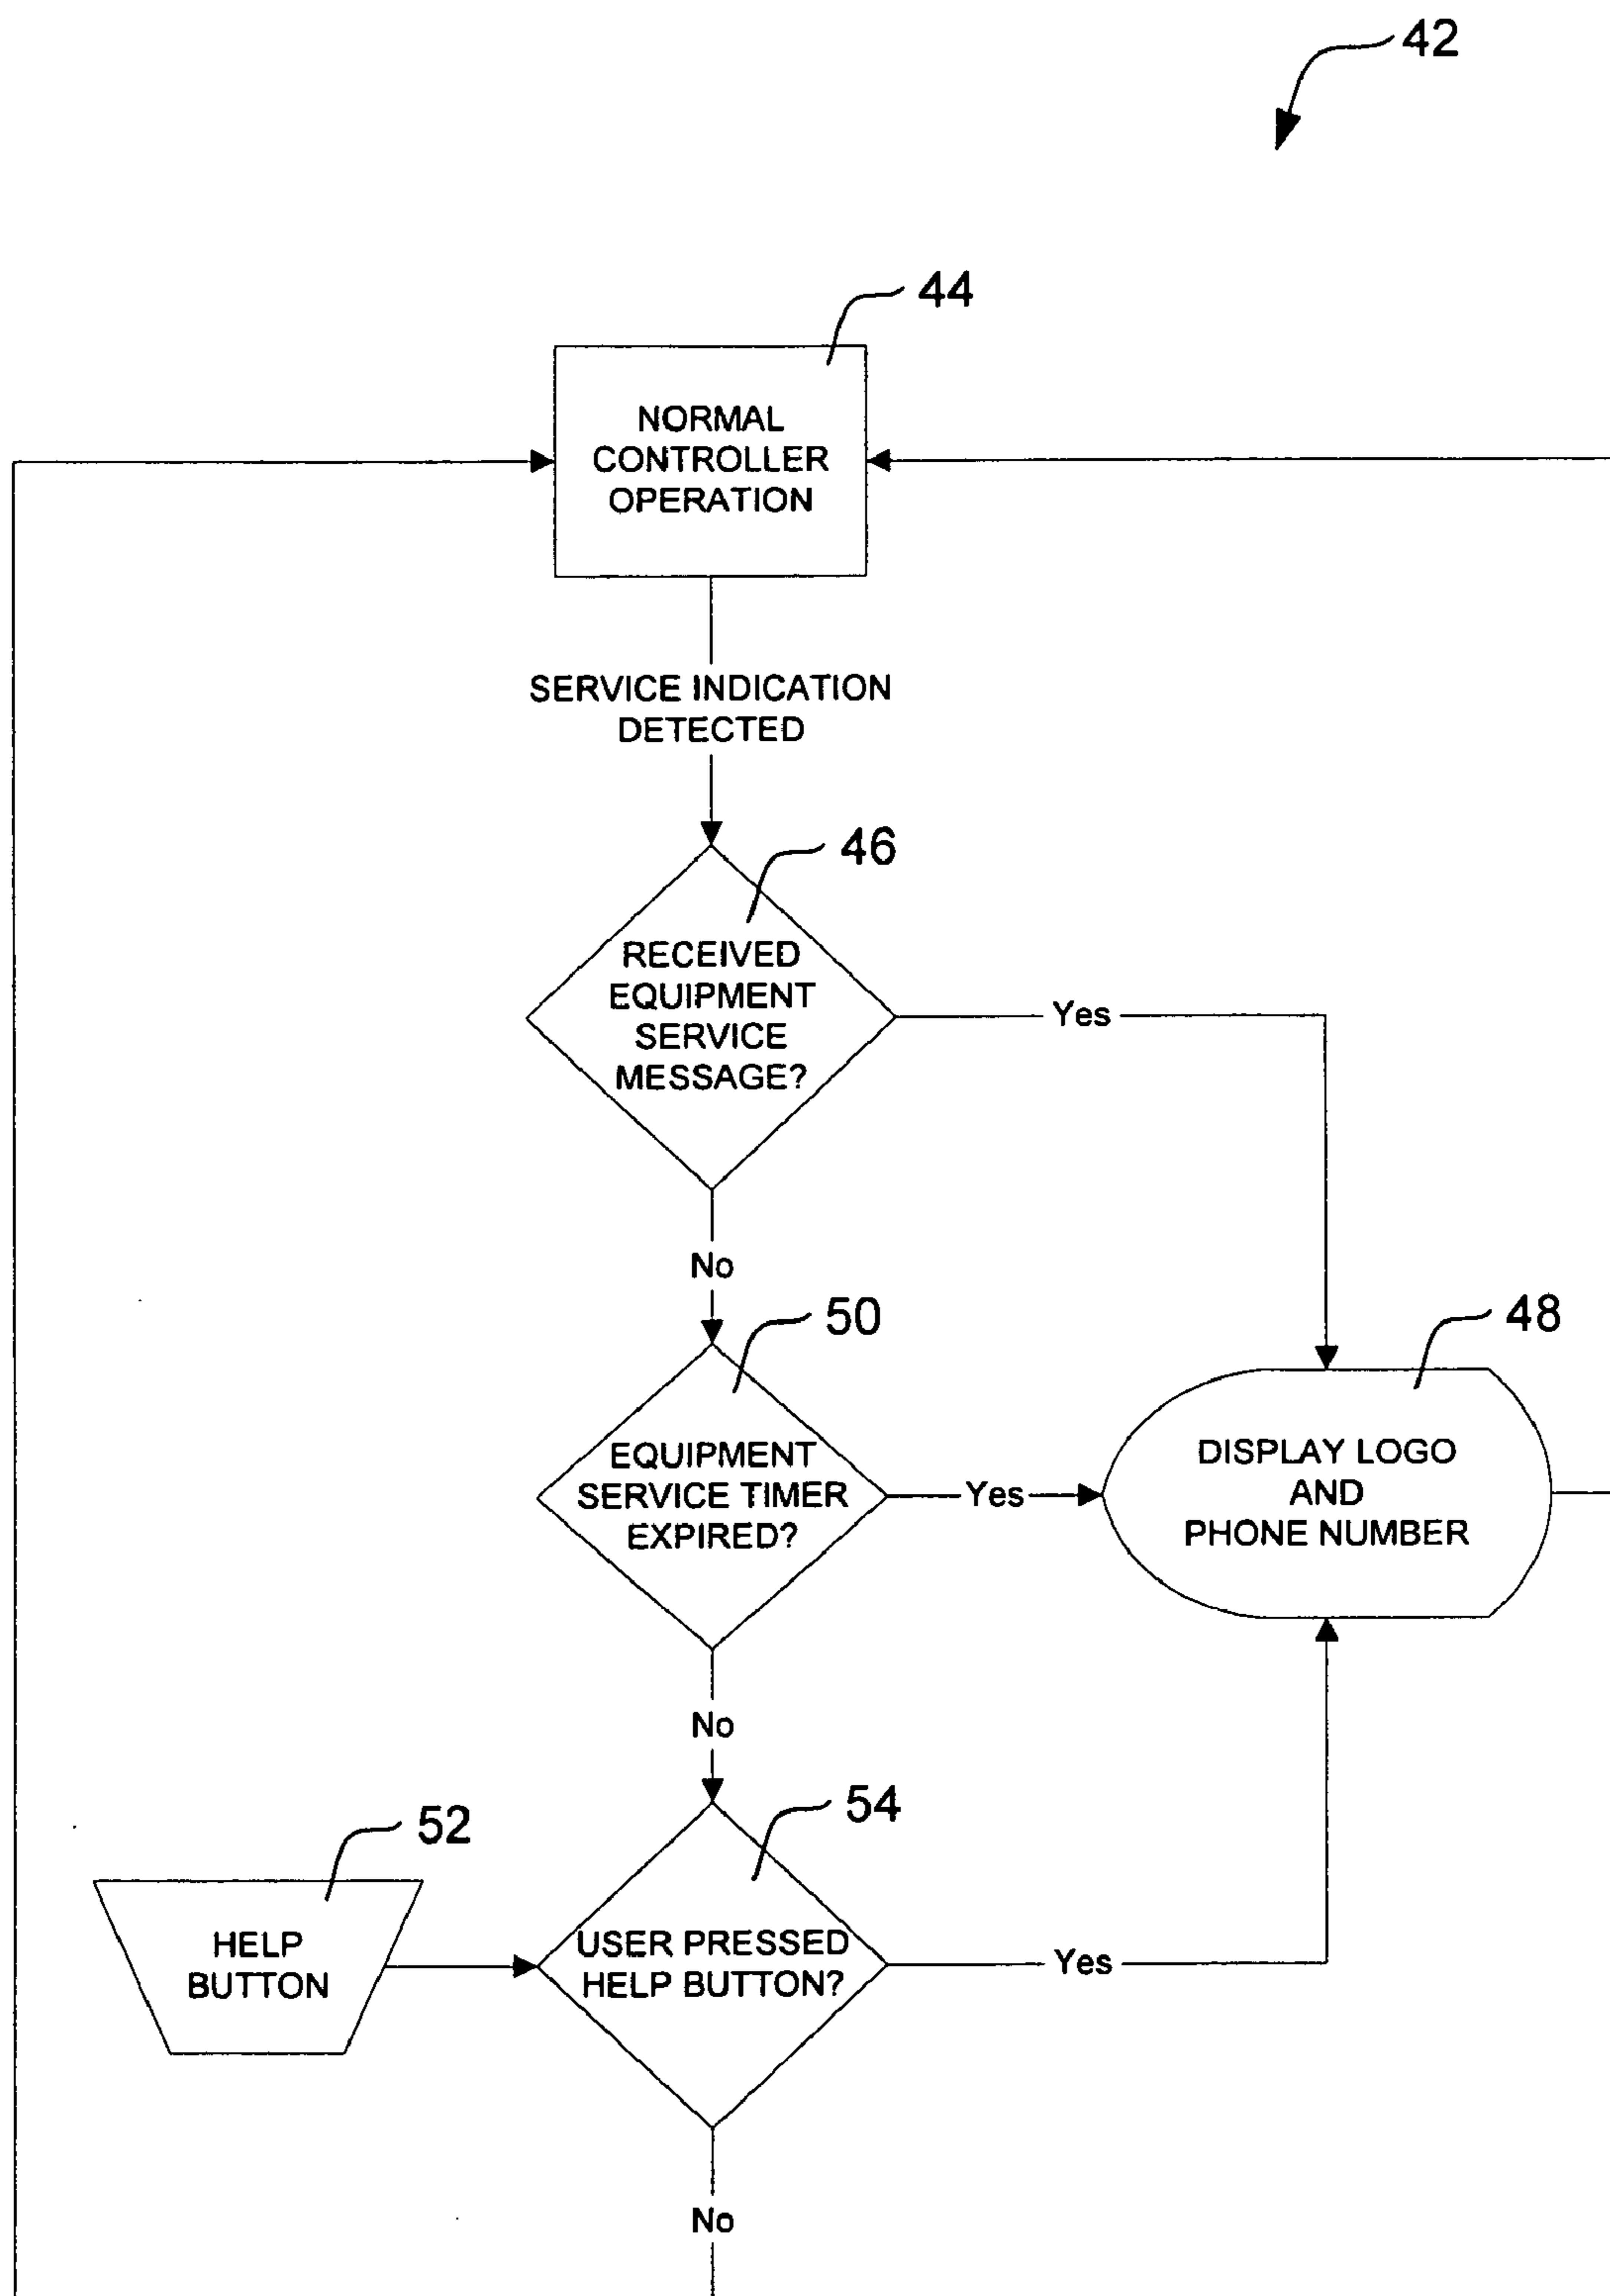 42
44
NORMAL
CONTROLLER
OPERATION
SERVICE INDICATION
DETECTED
46
RECEIVED
EQUIPMENT
SERVICE
MESSAGE?
Yes
No
50
EQUIPMENT
SERVICE TIMER
EXPIRED?
Yes
48
DISPLAY LOGO
AND
PHONE NUMBER
No
52
HELP
BUTTON
54
USER PRESSED
HELP BUTTON?
Yes
No